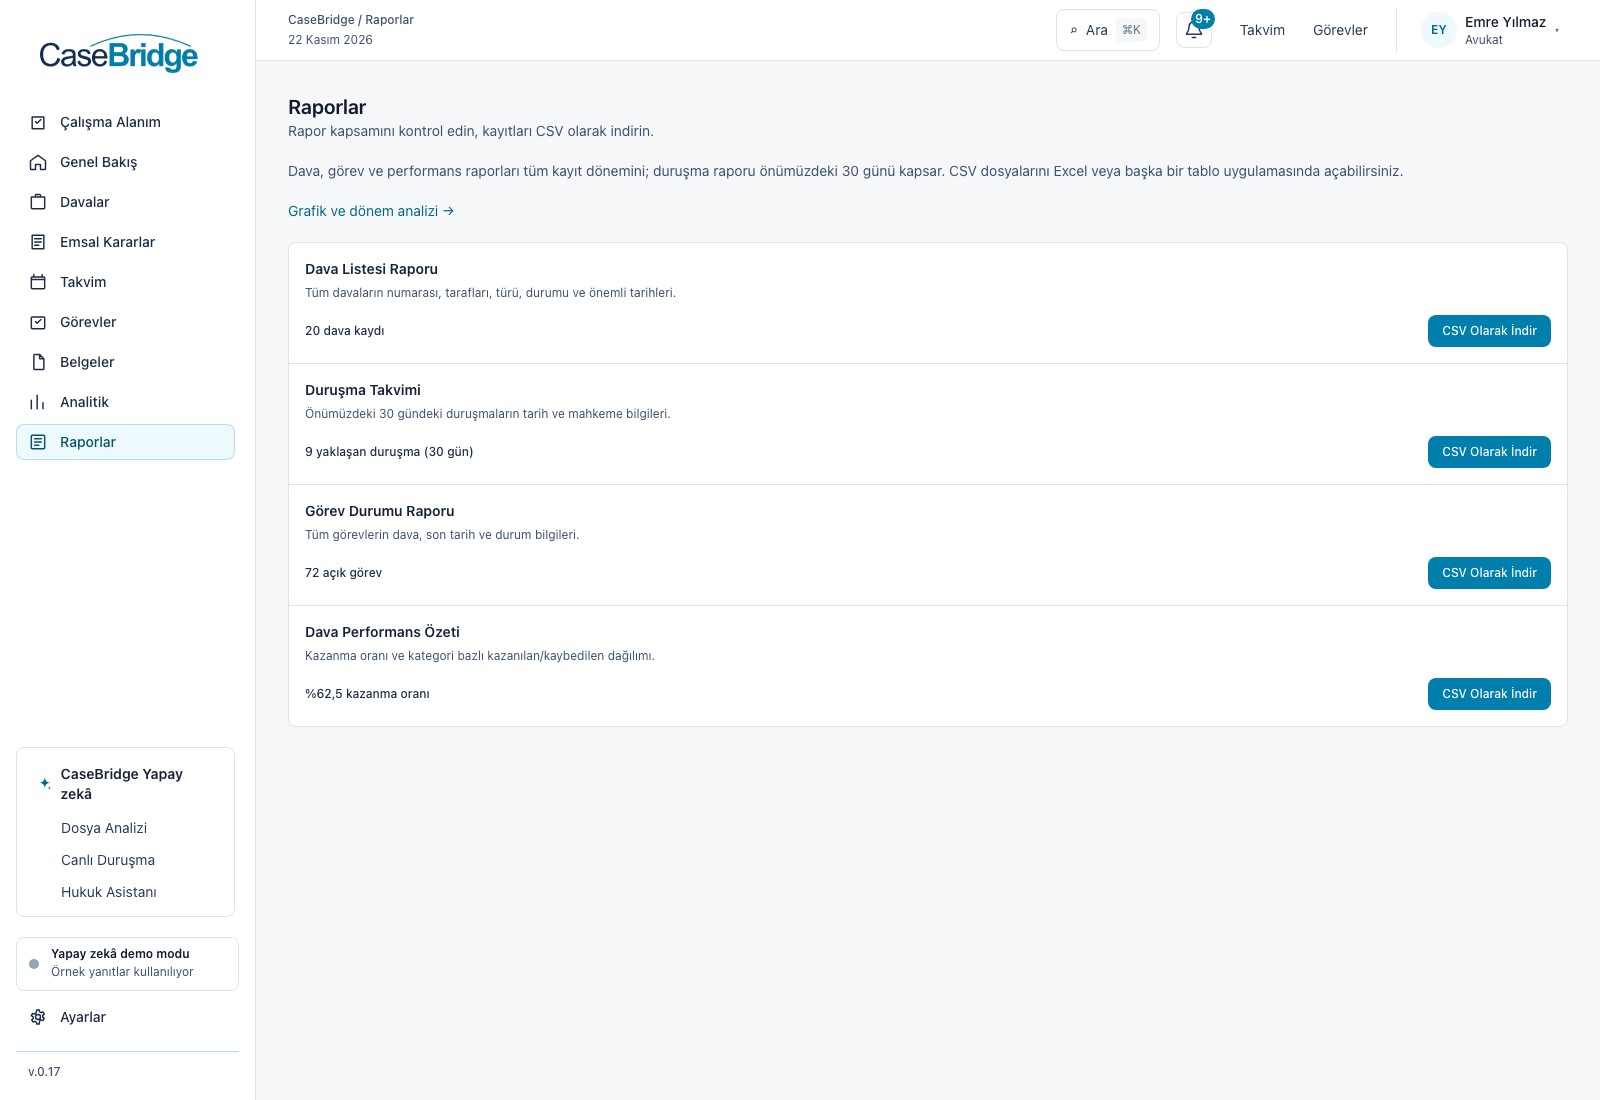 CaseBridge
Çalışma Alanım
Genel Bakış
Davalar
Emsal Kararlar
Takvim
Görevler
Belgeler
Analitik
Raporlar
CaseBridge Yapay
zekâ
Dosya Analizi
Canlı Duruşma
Hukuk Asistanı
Yapay zekâ demo modu
Örnek yanıtlar kullanılıyor
Ayarlar
v.0.17
CaseBridge / Raporlar
22 Kasım 2026
Ara ⌘K
9+
Takvim
Görevler
EY
Emre Yılmaz
Avukat
Raporlar
Rapor kapsamını kontrol edin, kayıtları CSV olarak indirin.
Dava, görev ve performans raporları tüm kayıt dönemini; duruşma raporu önümüzdeki 30 günü kapsar. CSV dosyalarını Excel veya başka bir tablo uygulamasında açabilirsiniz.
Grafik ve dönem analizi →
Dava Listesi Raporu
Tüm davaların numarası, tarafları, türü, durumu ve önemli tarihleri.
20 dava kaydı
CSV Olarak İndir
Duruşma Takvimi
Önümüzdeki 30 gündeki duruşmaların tarih ve mahkeme bilgileri.
9 yaklaşan duruşma (30 gün)
CSV Olarak İndir
Görev Durumu Raporu
Tüm görevlerin dava, son tarih ve durum bilgileri.
72 açık görev
CSV Olarak İndir
Dava Performans Özeti
Kazanma oranı ve kategori bazlı kazanılan/kaybedilen dağılımı.
%62,5 kazanma oranı
CSV Olarak İndir